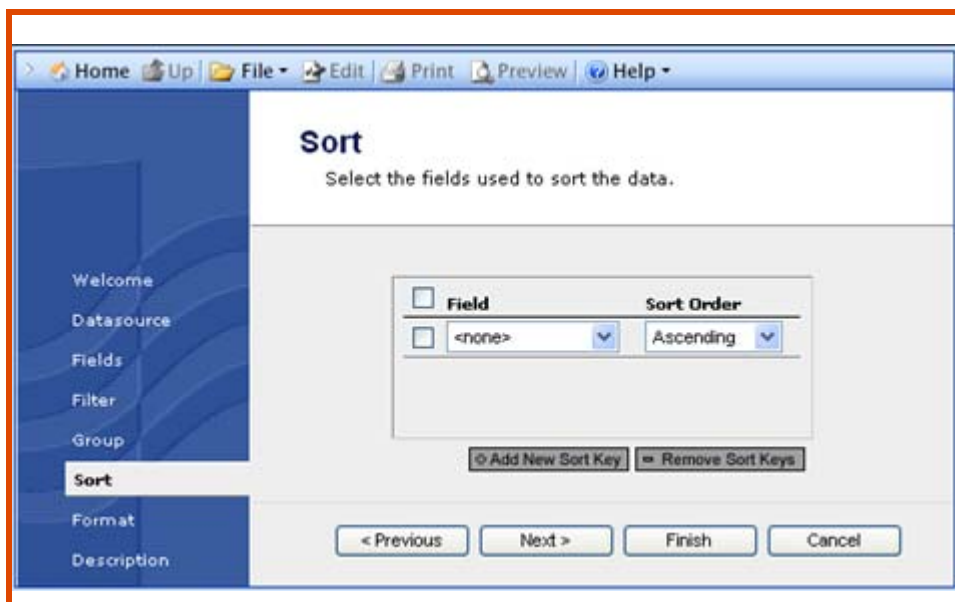 Home Up File Edit Print Preview Help
Sort
Select the fields used to sort the data.
Welcome
Datasource
Fields
Filter
Group
Sort
Format
Description
Field Sort Order
<none> Ascending
Add New Sort Key Remove Sort Keys
< Previous Next > Finish Cancel